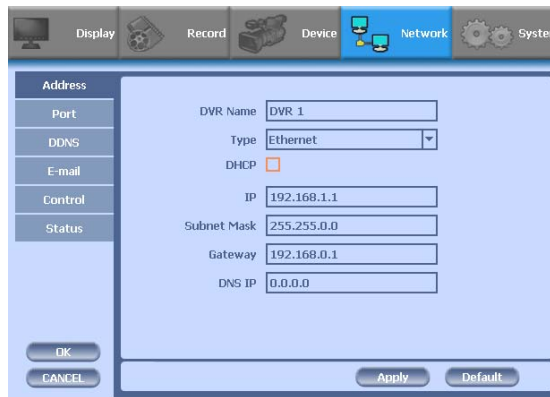 Display Record Device Network
Address
Port
DDNS
E-mail
Control
Status
DVR Name DVR 1
Type Ethernet
DHCP
IP 192.168.1.1
Subnet Mask 255.255.0.0
Gateway 192.168.0.1
DNS IP 0.0.0.0
OK
CANCEL Apply Default